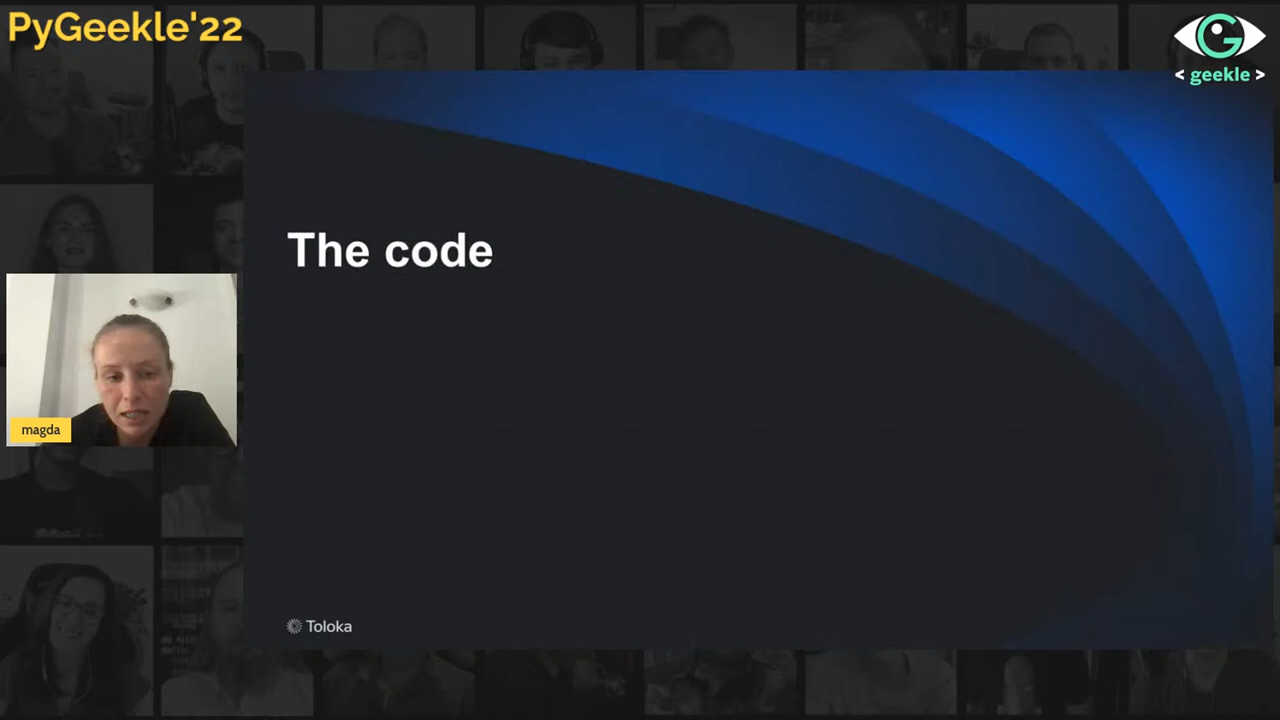 PyGeekle'22
< geekle >
The code
magda
Toloka